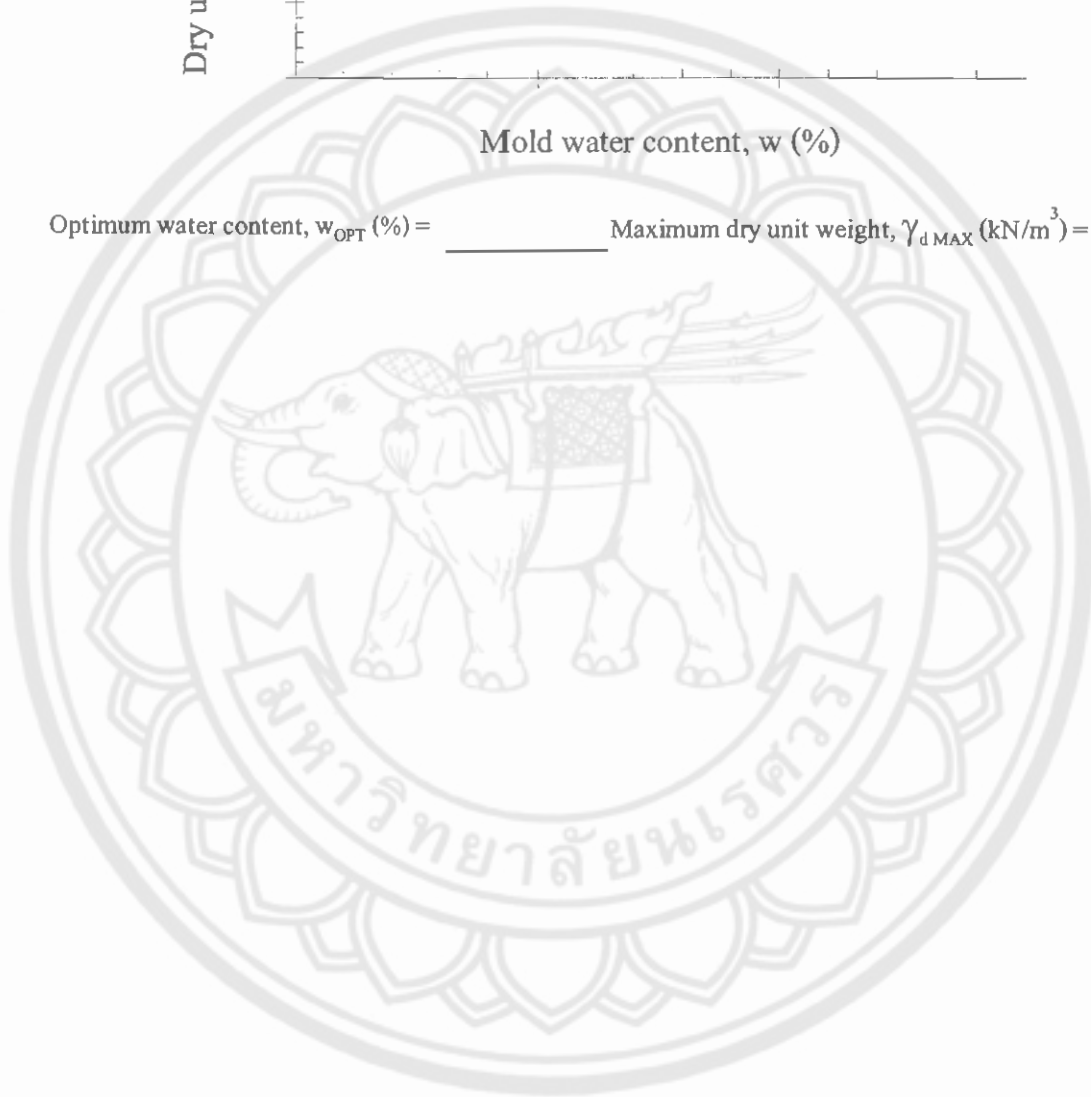 Dry u
Mold water content, w (%)
Optimum water content, w_OPT (%) = ________ Maximum dry unit weight, γ_d MAX (kN/m³) =
มหาวิทยาลัยนเรศวร